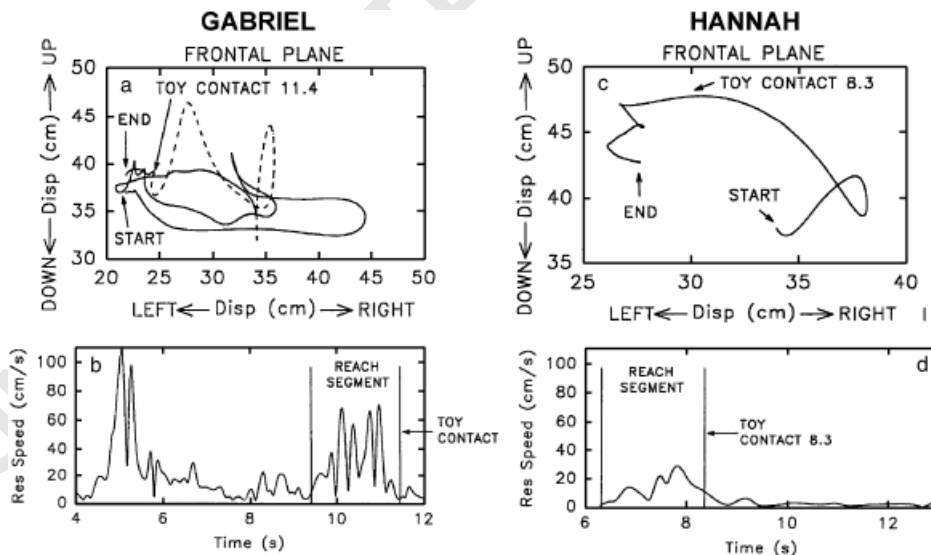 GABRIEL
FRONTAL PLANE
DOWN ← Disp (cm) → UP
50
45
40
35
30
a
TOY CONTACT 11.4
END
START
20 25 30 35 40 45 50
LEFT ← Disp (cm) → RIGHT
Res Speed (cm/s)
100
80
60
40
20
0
b
REACH
SEGMENT
TOY
CONTACT
4 6 8 10 12
Time (s)
HANNAH
FRONTAL PLANE
DOWN ← Disp (cm) → UP
50
45
40
35
c
TOY CONTACT 8.3
START
END
25 30 35 40
LEFT ← Disp (cm) → RIGHT
Res Speed (cm/s)
100
80
60
40
20
0
d
REACH
SEGMENT
TOY
CONTACT 8.3
6 8 10 12
Time (s)